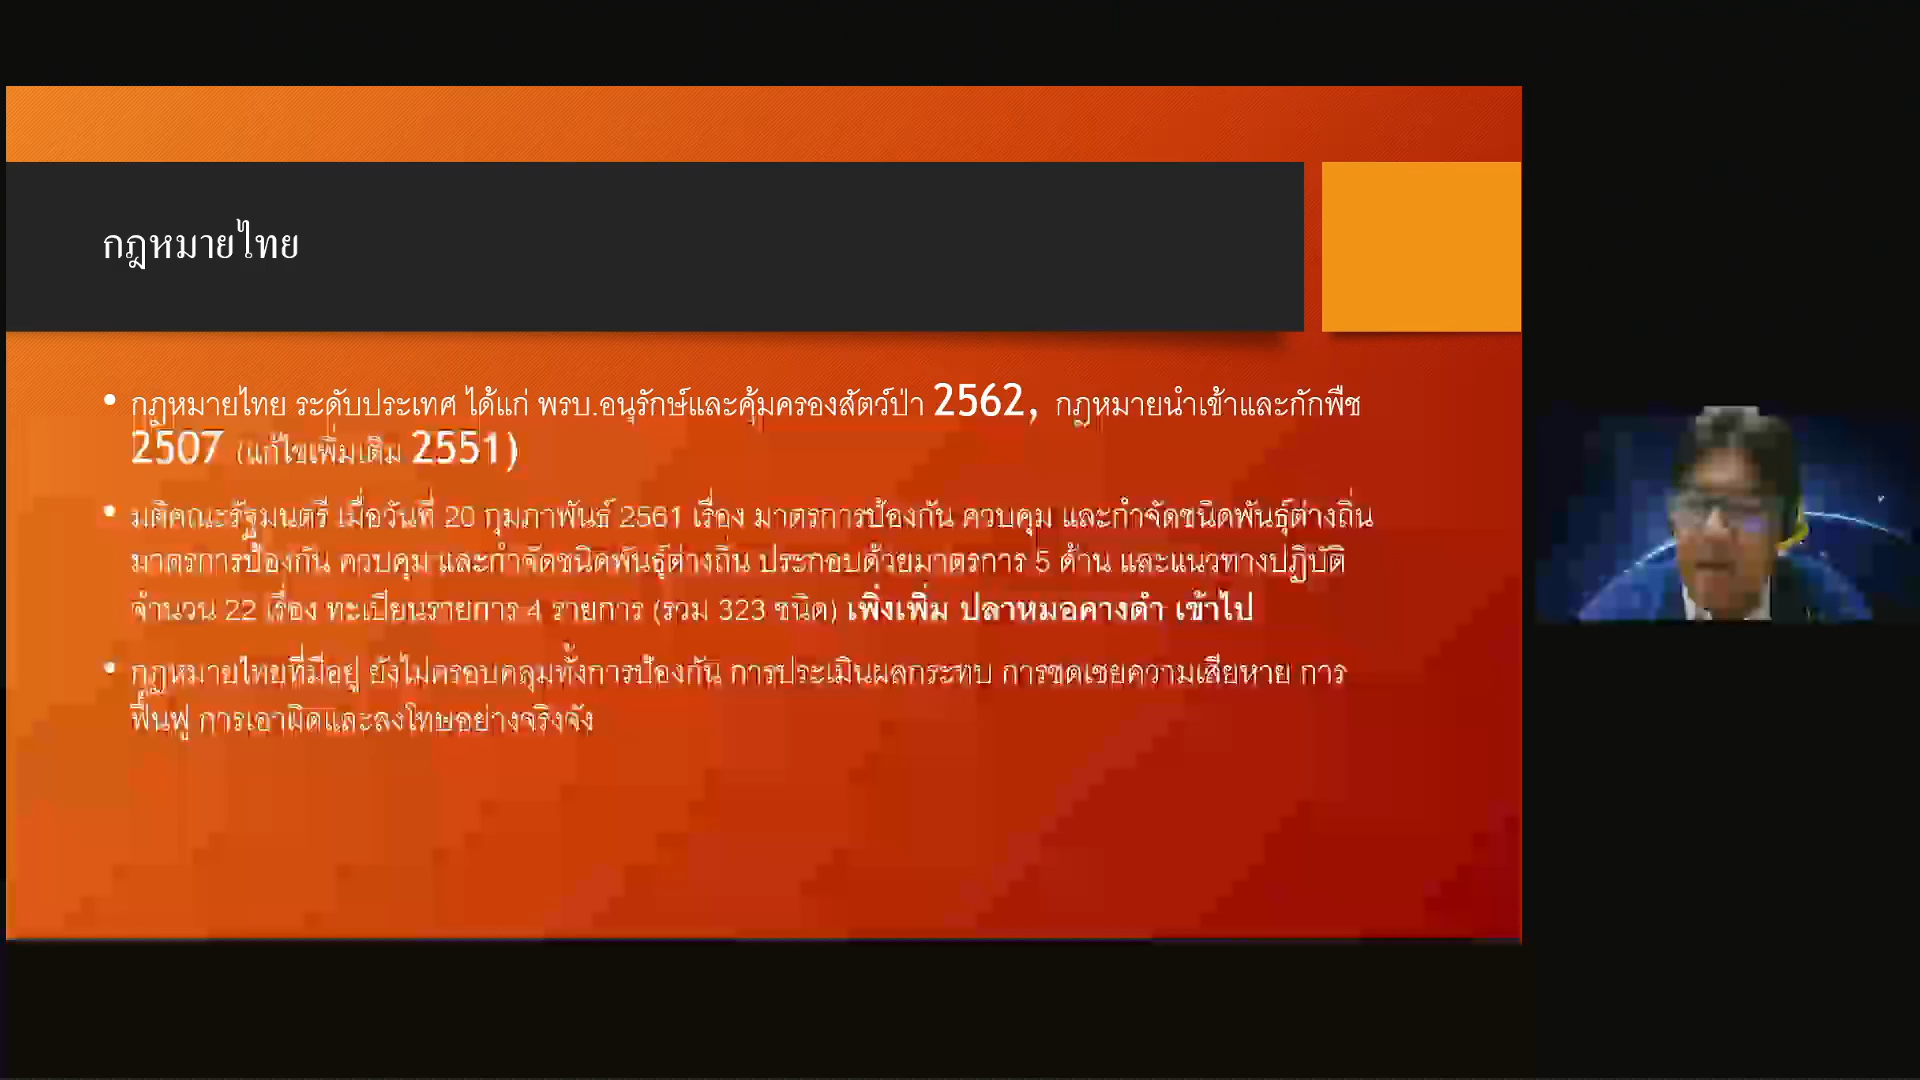 กฎหมายไทย
• กฎหมายไทย ระดับประเทศ ได้แก่ พรบ.อนุรักษ์และคุ้มครองสัตว์ป่า 2562, กฎหมายนำเข้าและกักพืช
2507 (แก้ไขเพิ่มเติม 2551)
• มติคณะรัฐมนตรี เมื่อวันที่ 20 กุมภาพันธ์ 2561 เรื่อง มาตรการป้องกัน ควบคุม และกำจัดชนิดพันธุ์ต่างถิ่น
มาตรการป้องกัน ควบคุม และกำจัดชนิดพันธุ์ต่างถิ่น ประกอบด้วยมาตรการ 5 ด้าน และแนวทางปฏิบัติ
จำนวน 22 เรื่อง ทะเบียนรายการ 4 รายการ (รวม 323 ชนิด) เพิ่งเพิ่ม ปลาหมอคางดำ เข้าไป
• กฎหมายไทยที่มีอยู่ ยังไม่ครอบคลุมทั้งการป้องกัน การประเมินผลกระทบ การชดเชยความเสียหาย การ
ฟื้นฟู การเอาผิดและลงโทษอย่างจริงจัง